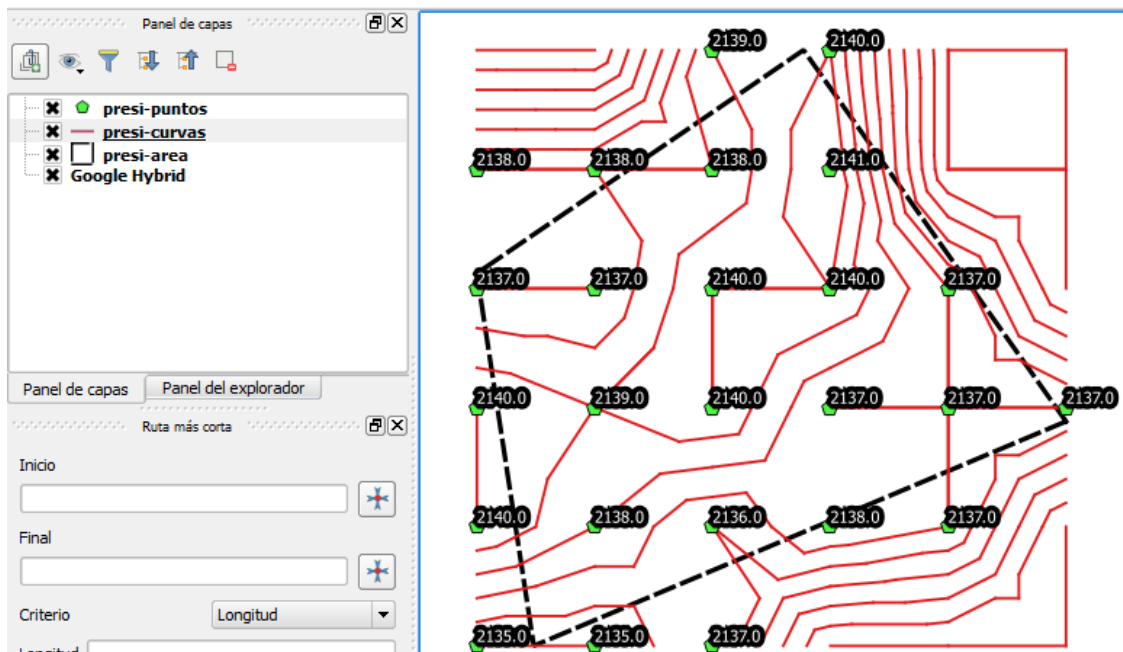 Panel de capas
presi-puntos
presi-curvas
presi-area
Google Hybrid
Panel de capas Panel del explorador
Ruta más corta
Inicio
Final
Criterio Longitud
Longitud
2139.0 2140.0
2138.0 2138.0 2138.0 2141.0
2137.0 2137.0 2140.0 2140.0 2137.0
2140.0 2139.0 2140.0 2137.0 2137.0 2137.0
2140.0 2138.0 2136.0 2138.0 2137.0
2135.0 2135.0 2137.0